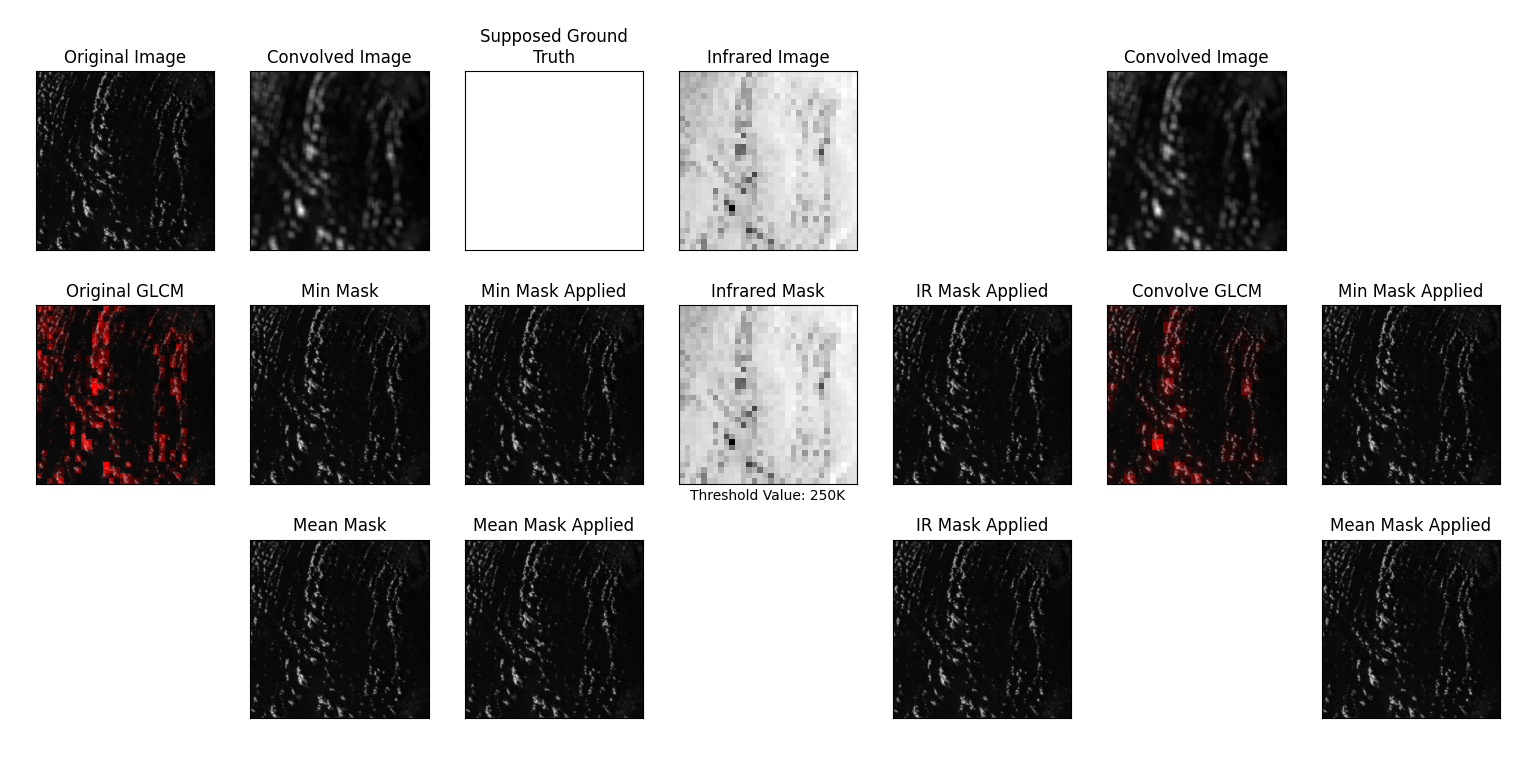 Original Image
Convolved Image
Supposed Ground
Truth
Infrared Image
Convolved Image
Original GLCM
Min Mask
Min Mask Applied
Infrared Mask
IR Mask Applied
Convolve GLCM
Min Mask Applied
Threshold Value: 250K
Mean Mask
Mean Mask Applied
IR Mask Applied
Mean Mask Applied